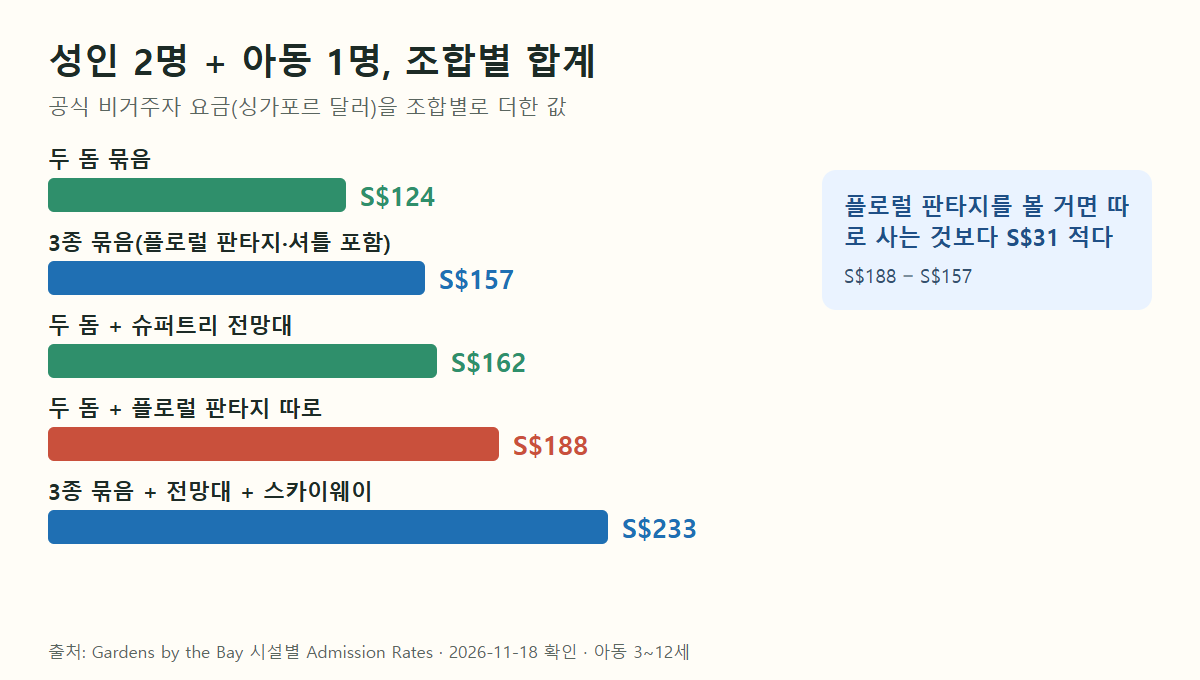 성인 2명 + 아동 1명, 조합별 합계
공식 비거주자 요금(싱가포르 달러)을 조합별로 더한 값
두 돔 묶음
S$124
3종 묶음(플로럴 판타지·셔틀 포함)
S$157
두 돔 + 슈퍼트리 전망대
S$162
두 돔 + 플로럴 판타지 따로
S$188
3종 묶음 + 전망대 + 스카이웨이
S$233
플로럴 판타지를 볼 거면 따
로 사는 것보다 S$31 적다
S$188 − S$157
출처: Gardens by the Bay 시설별 Admission Rates · 2026-11-18 확인 · 아동 3~12세